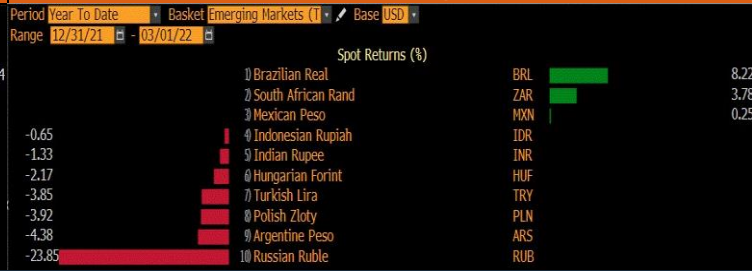 Period Year To Date Basket Emerging Markets (T Base USD
Range 12/31/21 - 03/01/22
Spot Returns (%)
4 1) Brazilian Real BRL 8.22
2) South African Rand ZAR 3.78
3) Mexican Peso MXN 0.25
-0.65 4) Indonesian Rupiah IDR
-1.33 5) Indian Rupee INR
-2.17 6) Hungarian Forint HUF
-3.85 7) Turkish Lira TRY
-3.92 8) Polish Zloty PLN
-4.38 9) Argentine Peso ARS
-23.85 10) Russian Ruble RUB